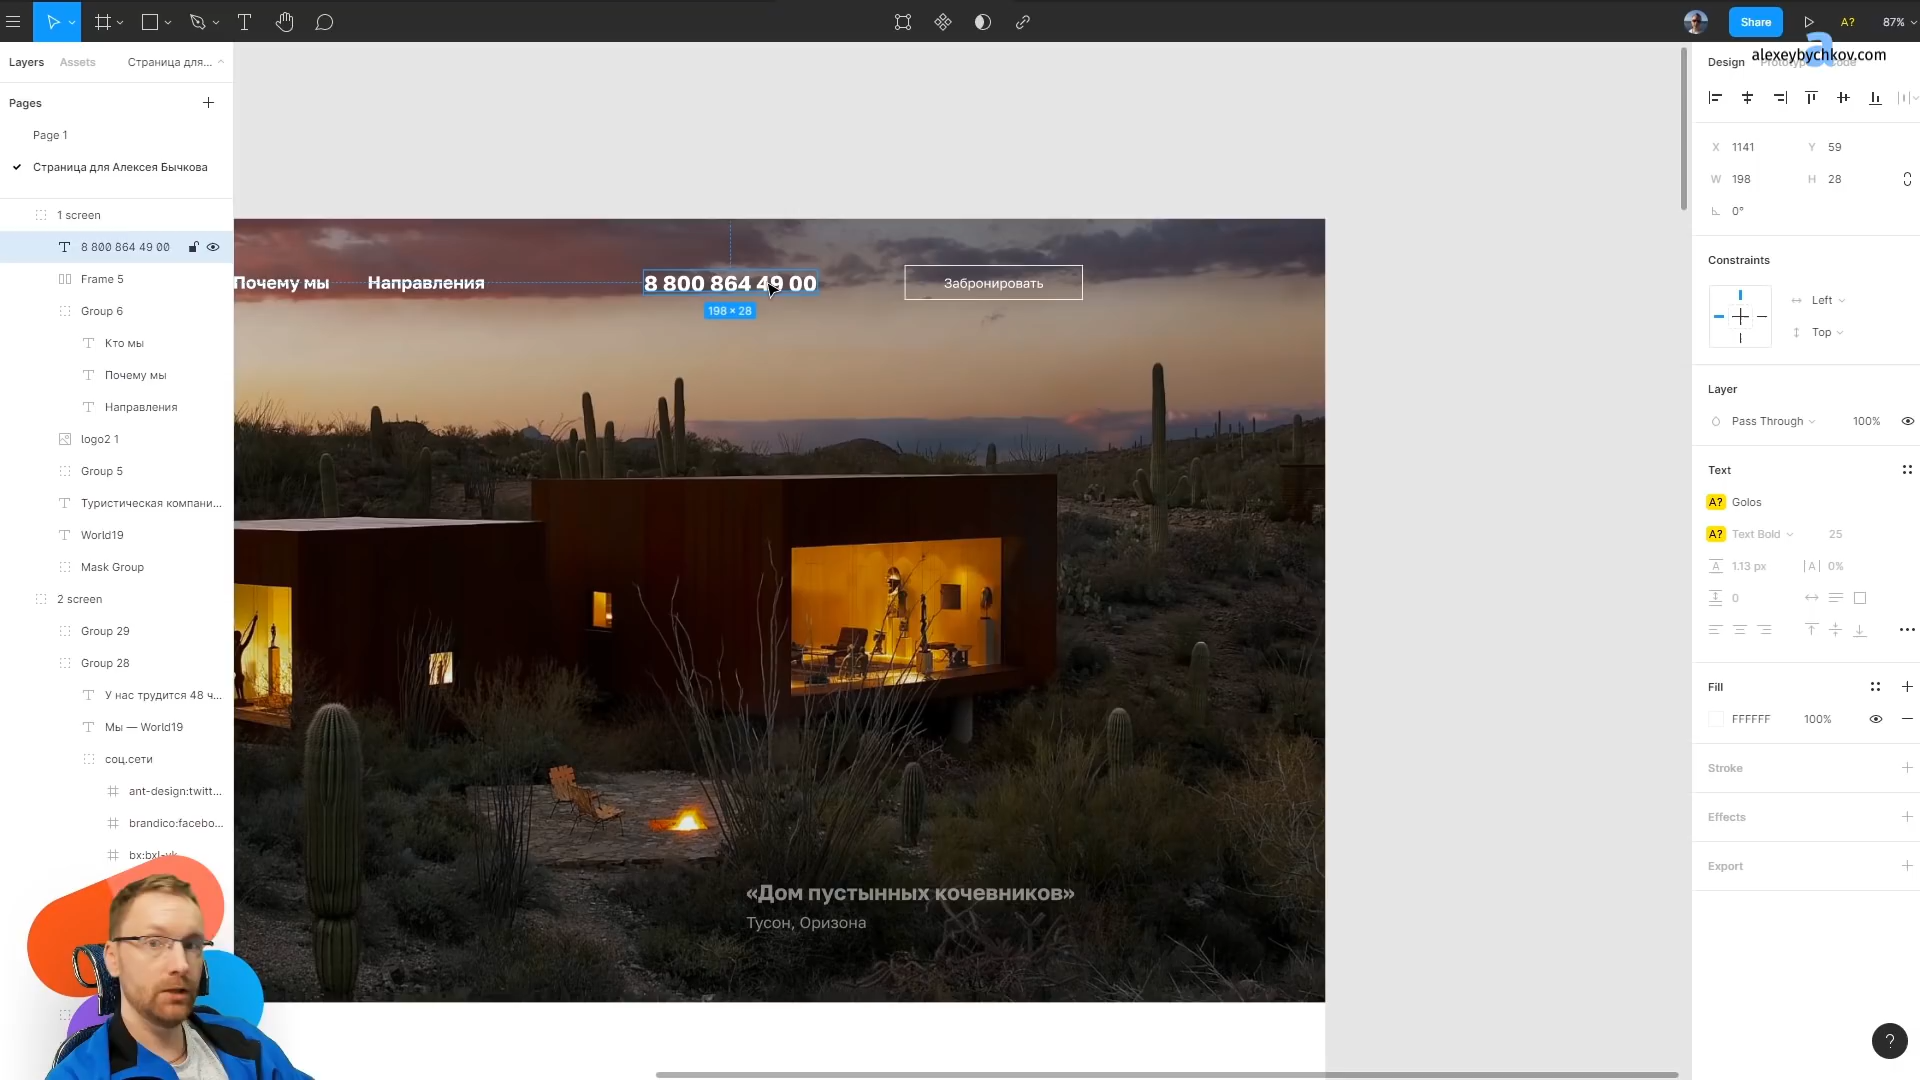 Share
A?
87%
Layers
Assets
Страница для...
alexeybychkov.com
Design
Pages
Page 1
Страница для Алексея Бычкова
1 screen
8 800 864 49 00
Frame 5
Group 6
Кто мы
Почему мы
Направления
logo2 1
Group 5
Туристическая компани...
World19
Mask Group
2 screen
Group 29
Group 28
У нас трудится 48 ч...
Мы — World19
соц.сети
ant-design:twitt...
brandico:facebo...
Почему мы
Направления
8 800 864 49 00
198 × 28
Забронировать
«Дом пустынных кочевников»
Тусон, Оризона
X 1141 Y 59
W 198 H 28
0°
Constraints
Left
Top
Layer
Pass Through 100%
Text
A? Golos
A? Text Bold 25
1.13 px |A| 0%
0
Fill
FFFFFF 100%
Stroke
Effects
Export
?